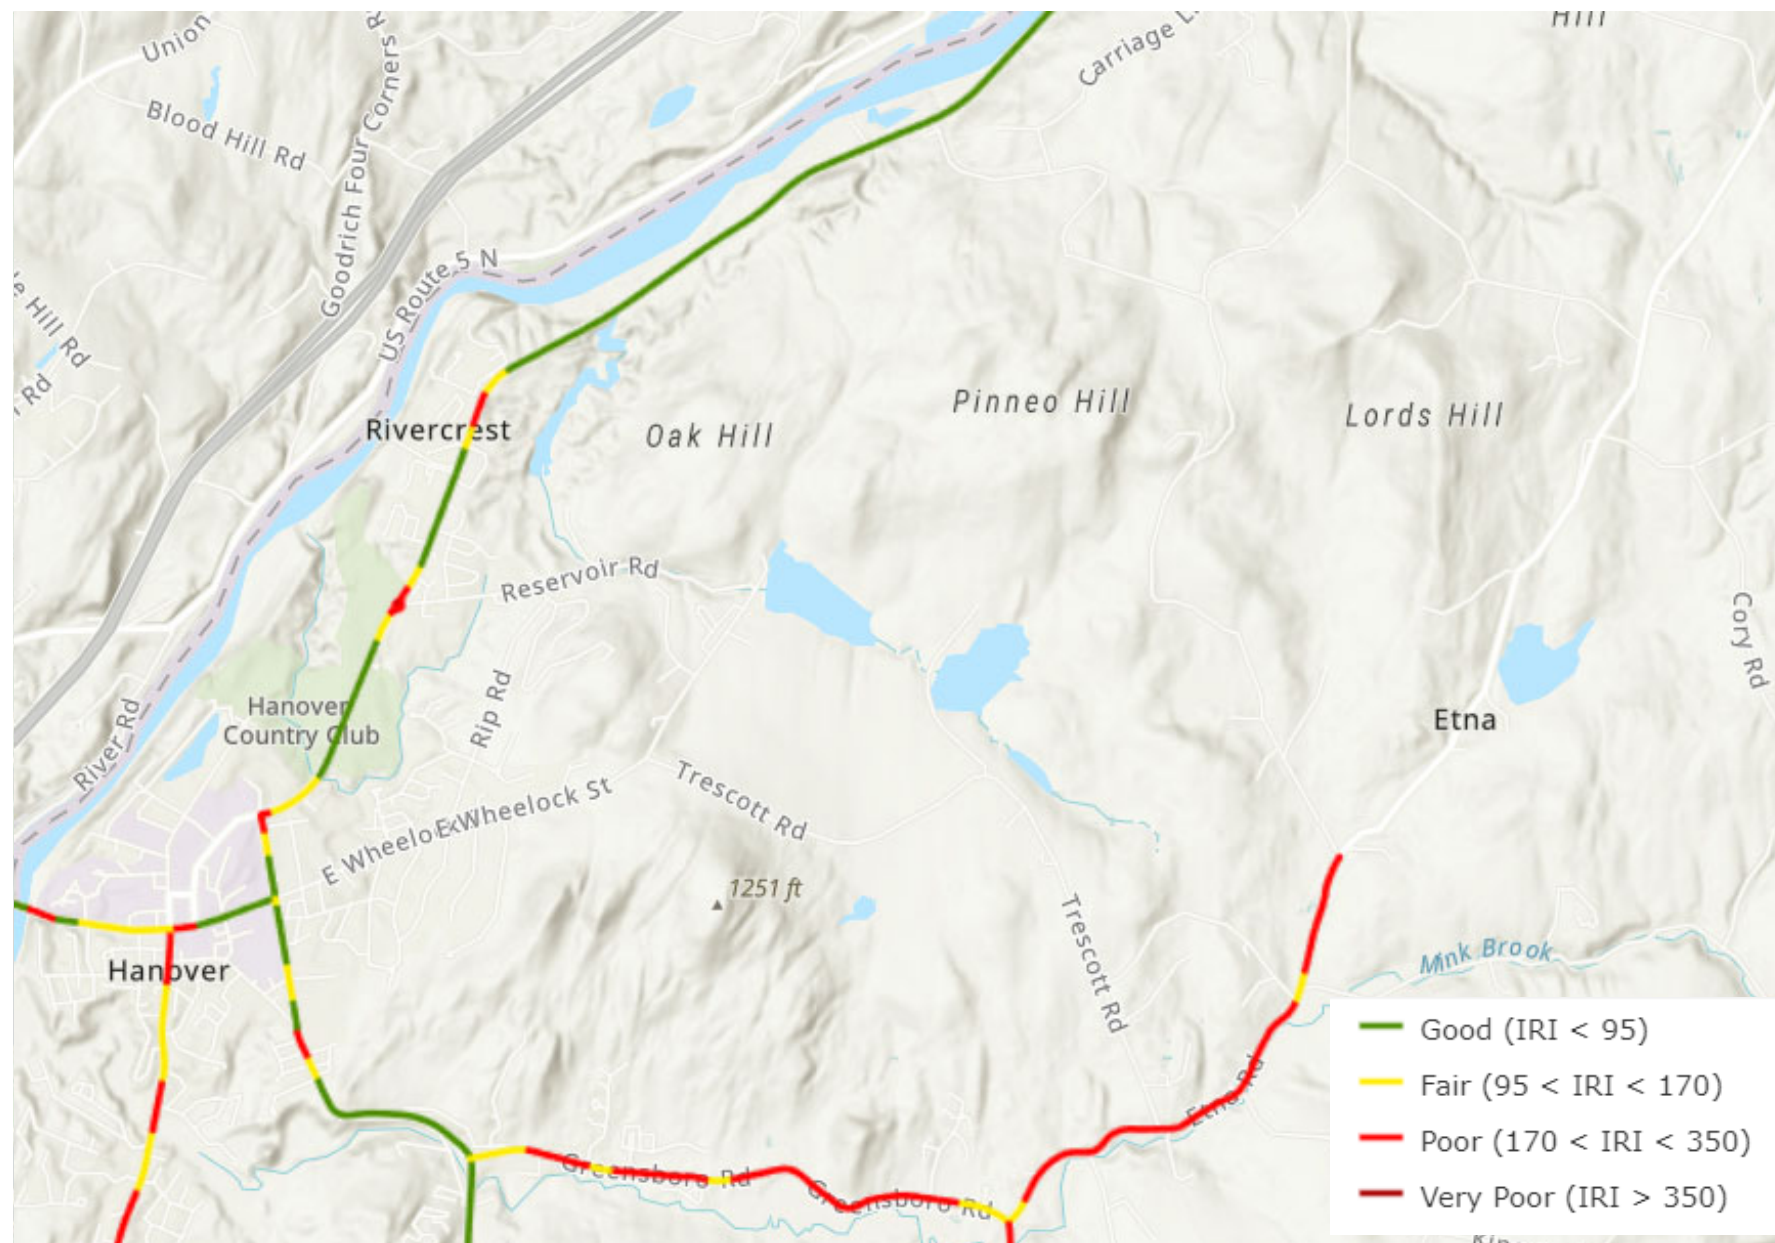 Hill
Union
Goodrich Four Corners R
Carriage L
Blood Hill Rd
US Route 5 N
Hill Rd
Rd
Rivercrest
Oak Hill
Pinneo Hill
Lords Hill
Reservoir Rd
Cory Rd
River Rd
Hanover
Country Club
Rip Rd
Etna
E Wheelo
E Wheelock St
Trescott Rd
1251 ft
Trescott Rd
Mink Brook
Hanover
Etna Rd
Greensboro Rd
Greensboro Rd
Good (IRI < 95)
Fair (95 < IRI < 170)
Poor (170 < IRI < 350)
Very Poor (IRI > 350)